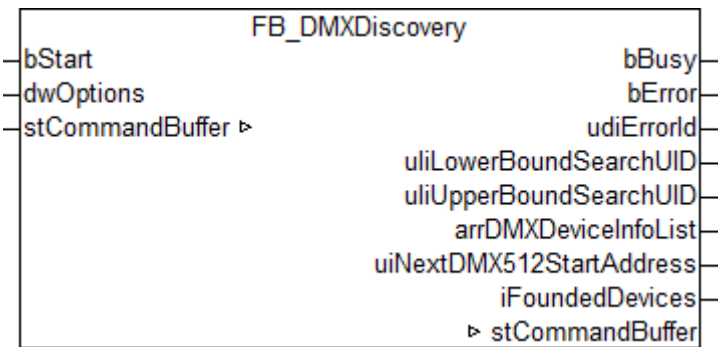 FB_DMXDiscovery
bStart bBusy
dwOptions bError
stCommandBuffer ▹ udiErrorId
uliLowerBoundSearchUID
uliUpperBoundSearchUID
arrDMXDeviceInfoList
uiNextDMX512StartAddress
iFoundedDevices
▹ stCommandBuffer